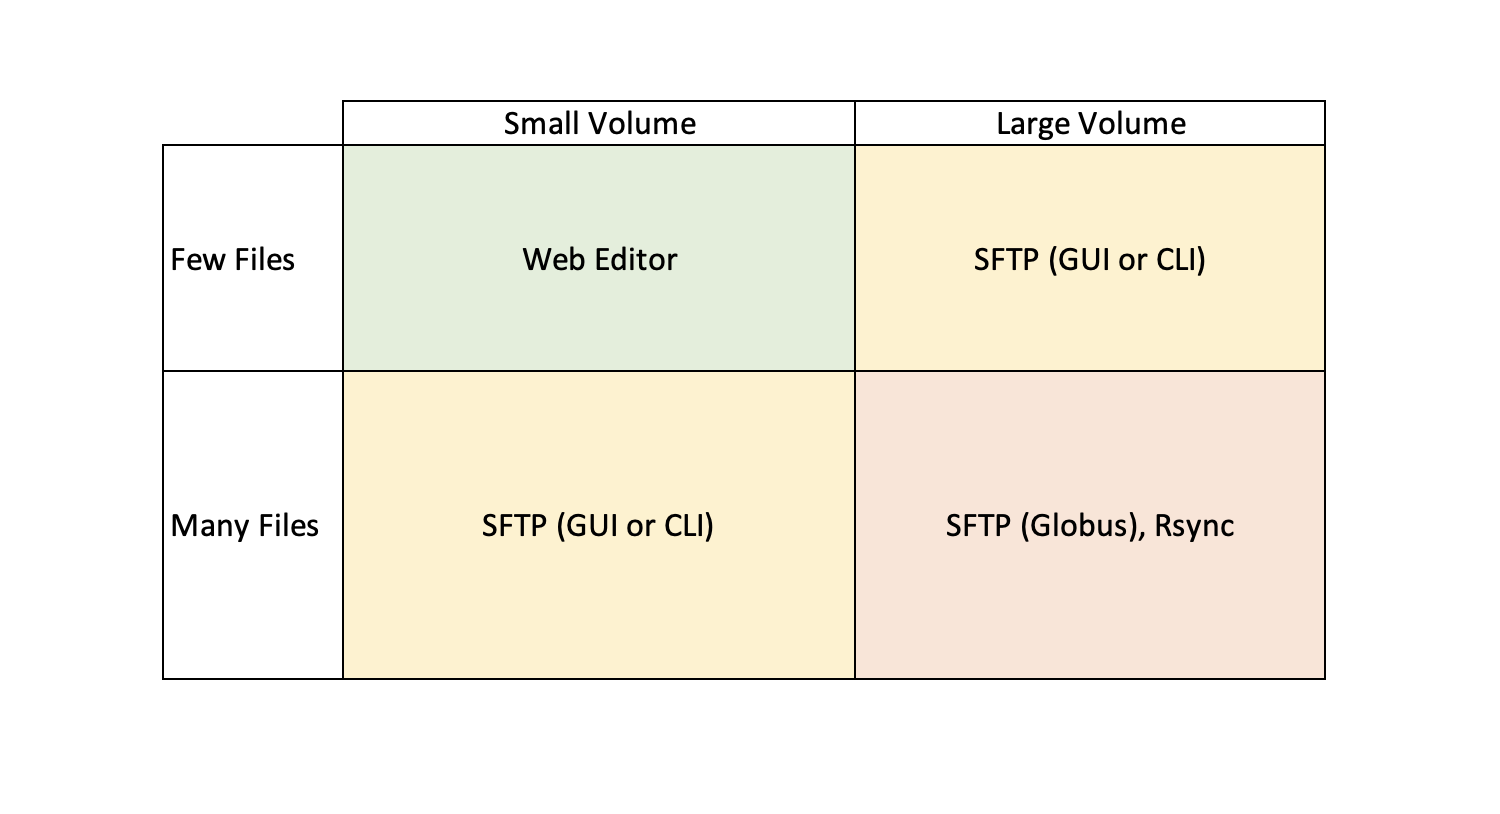 Small Volume
Large Volume
Few Files
Web Editor
SFTP (GUI or CLI)
Many Files
SFTP (GUI or CLI)
SFTP (Globus), Rsync